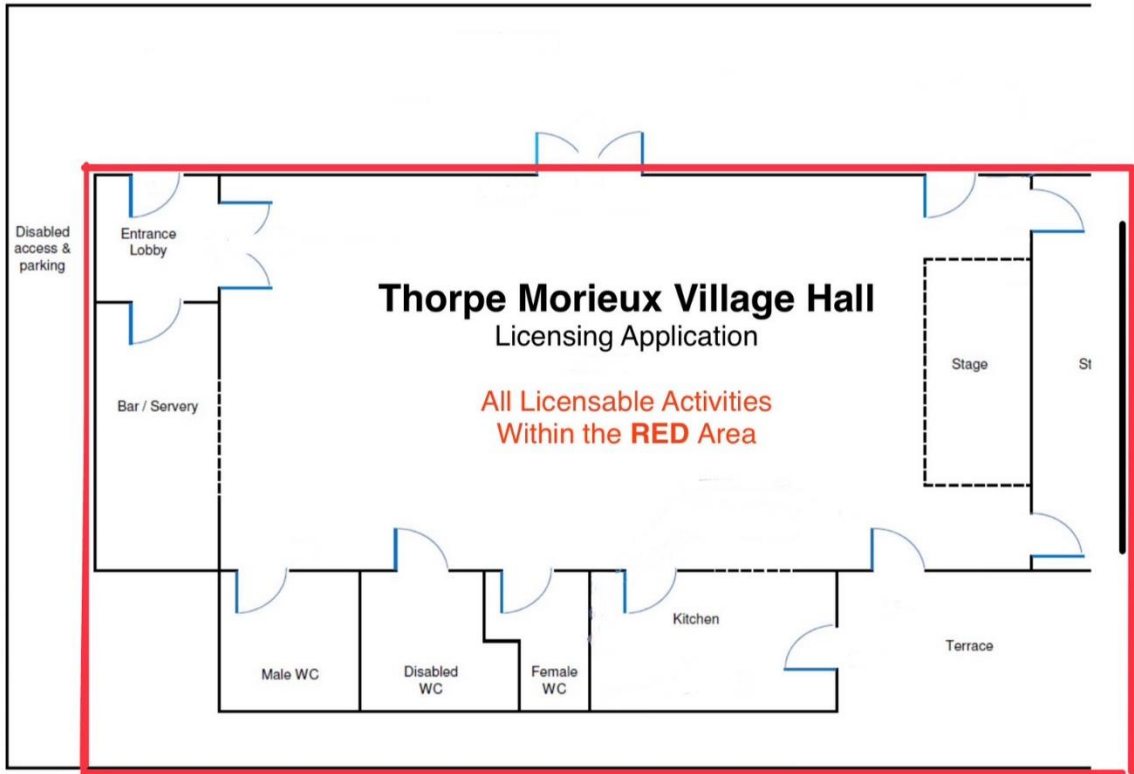 Disabled
access &
parking
Entrance
Lobby
Thorpe Morieux Village Hall
Licensing Application
All Licensable Activities
Within the RED Area
Bar / Servery
Stage
St
Male WC
Disabled
WC
Female
WC
Kitchen
Terrace